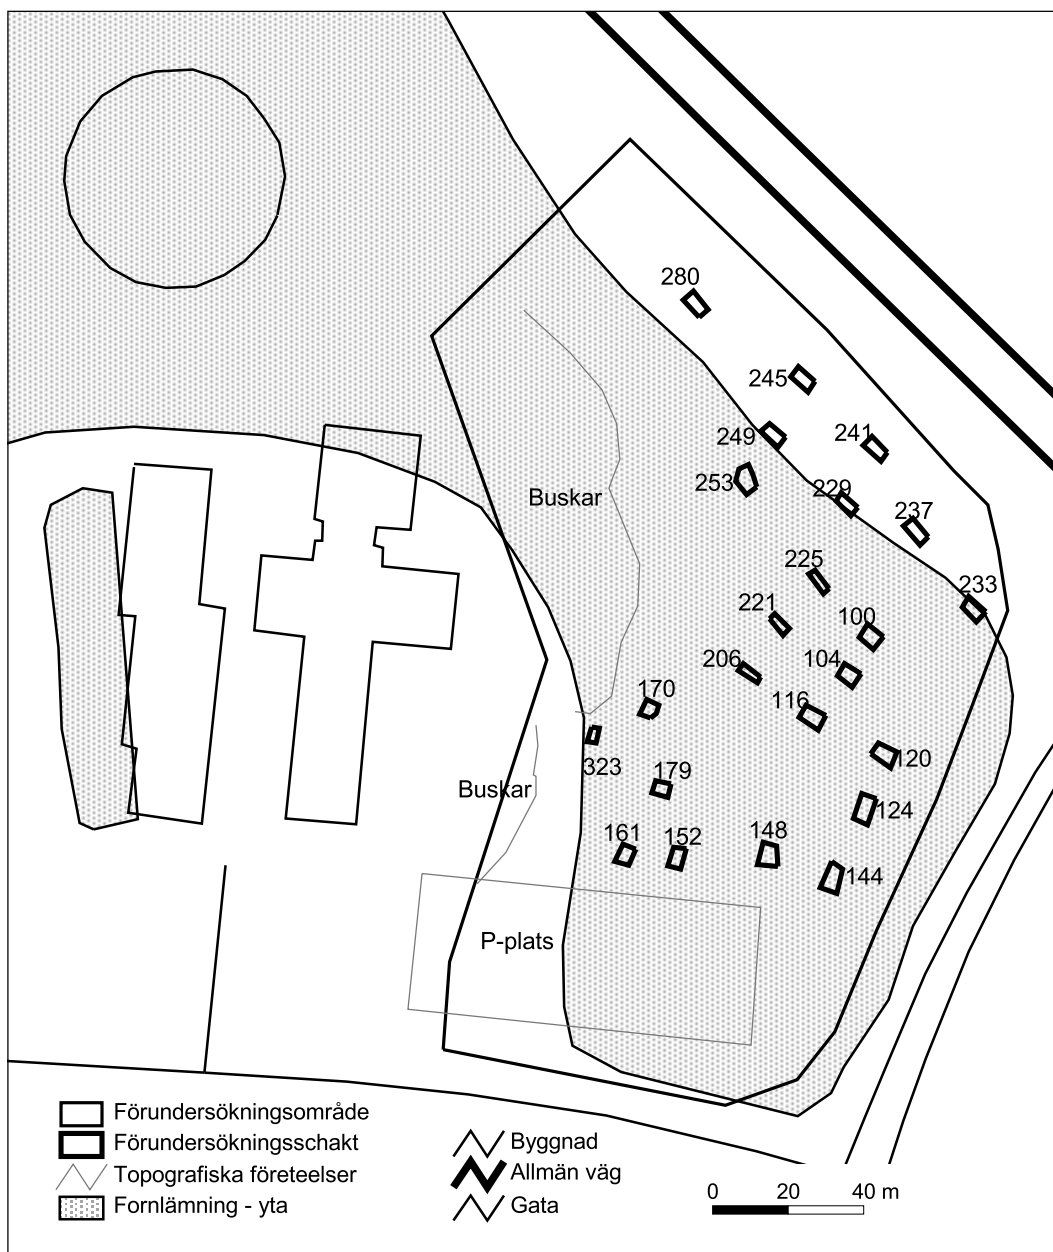 280
245
249
241
253
Buskar
229
237
225
233
221
100
206
104
170
116
323
120
179
Buskar
124
161
152
148
144
P-plats
Förundersökningsområde
Förundersökningsschakt
Topografiska företeelser
Fornlämning - yta
Byggnad
Allmän väg
Gata
0 20 40 m